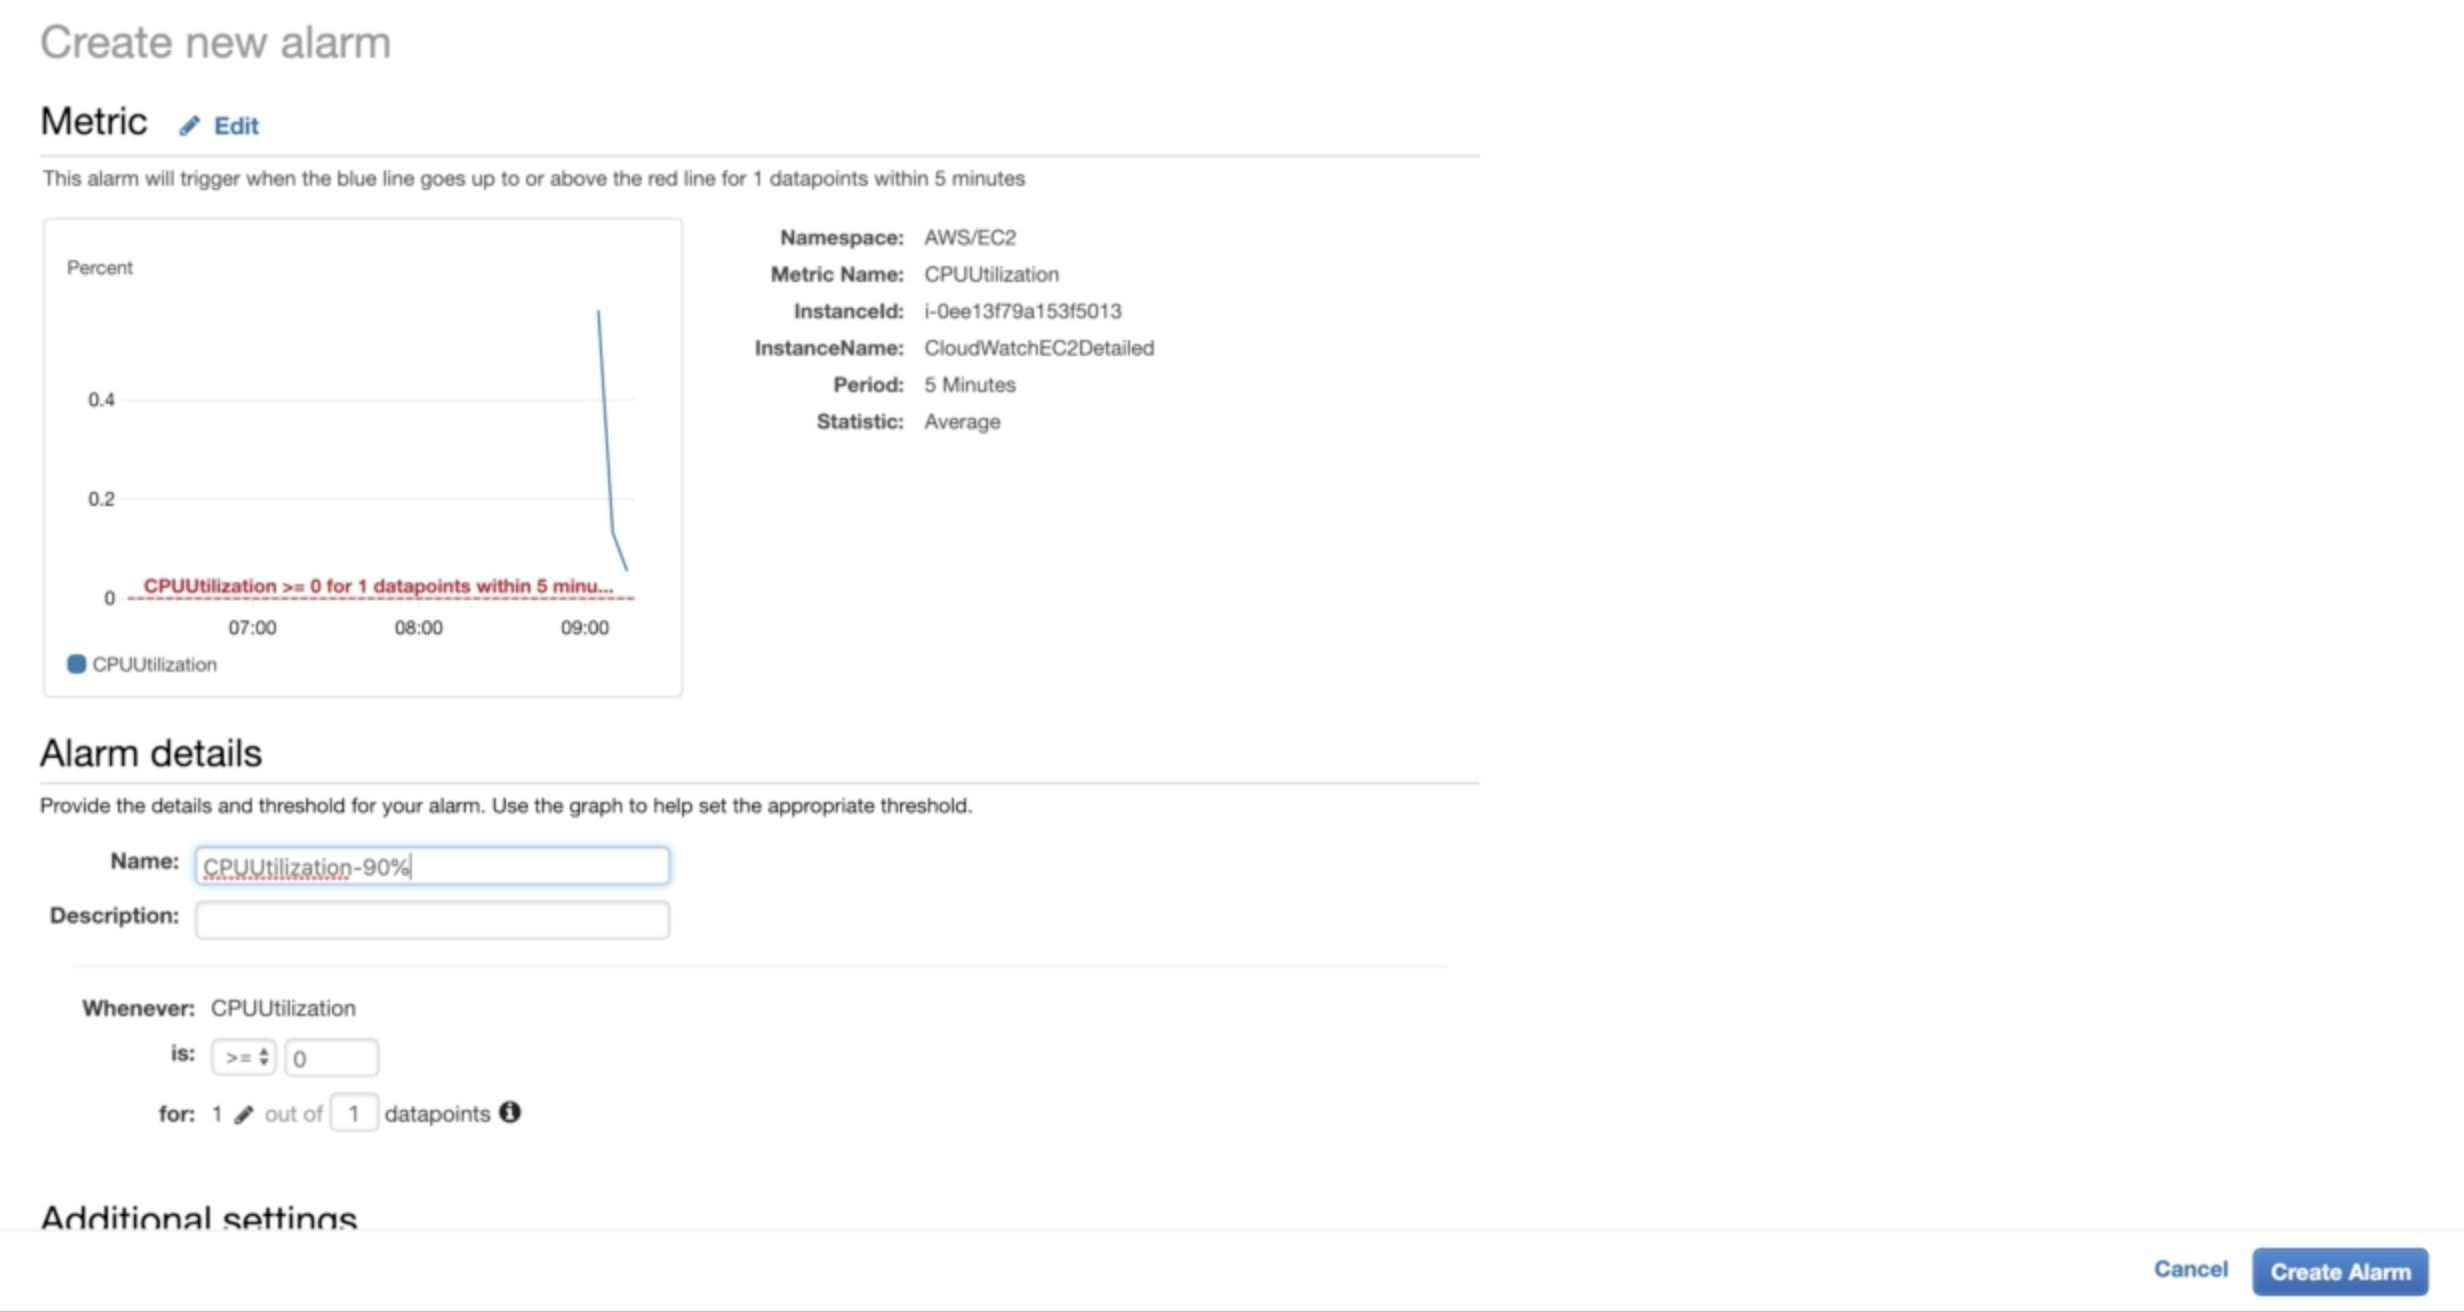 Create new alarm
Metric Edit
This alarm will trigger when the blue line goes up to or above the red line for 1 datapoints within 5 minutes
Percent
0.4
0.2
CPUUtilization >= 0 for 1 datapoints within 5 minu...
0
07:00 08:00 09:00
CPUUtilization
Namespace: AWS/EC2
Metric Name: CPUUtilization
InstanceId: i-0ee13f79a153f5013
InstanceName: CloudWatchEC2Detailed
Period: 5 Minutes
Statistic: Average
Alarm details
Provide the details and threshold for your alarm. Use the graph to help set the appropriate threshold.
Name: CPUUtilization-90%
Description:
Whenever: CPUUtilization
is: >= 0
for: 1 out of 1 datapoints
Additional settings
Cancel Create Alarm